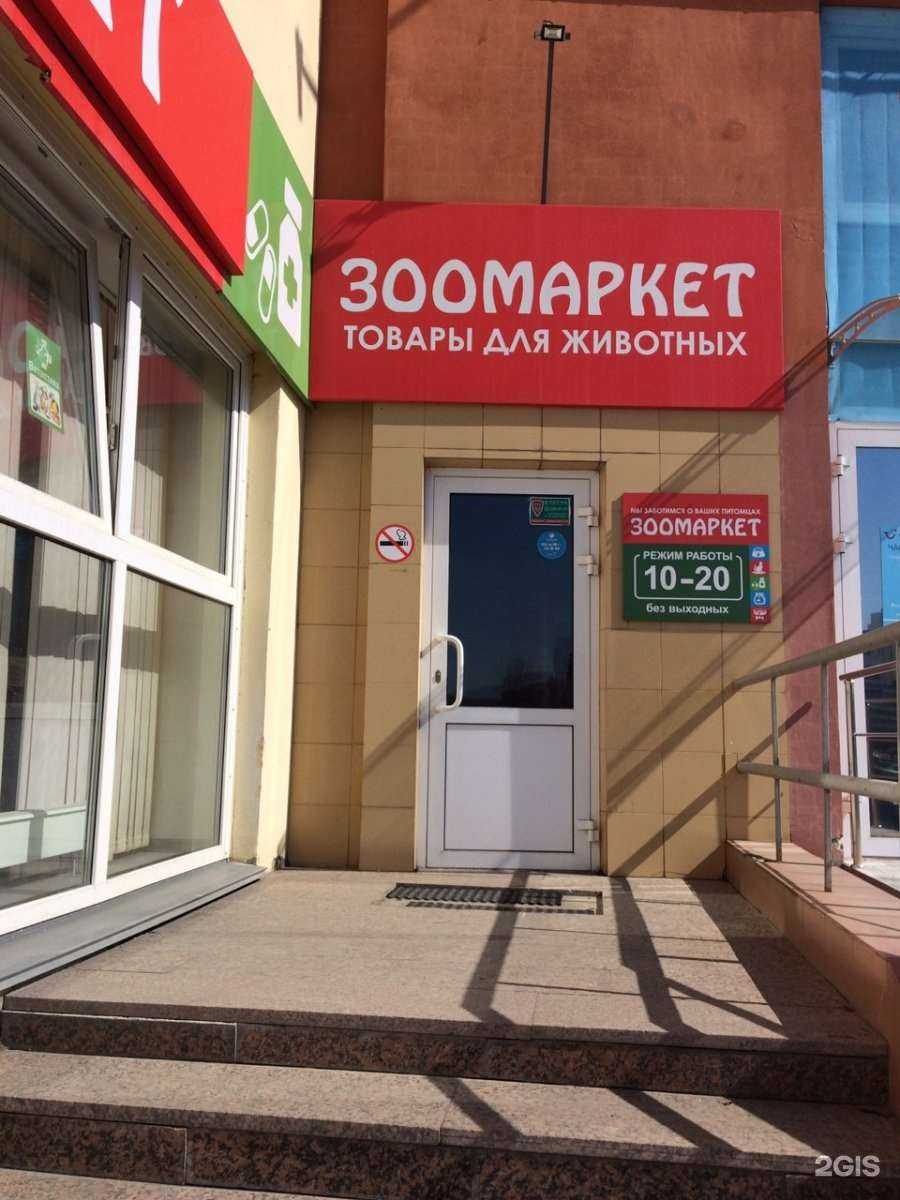 ЗООМАРКЕТ
ТОВАРЫ ДЛЯ ЖИВОТНЫХ
МЫ ЗАБОТИМСЯ О ВАШИХ ПИТОМЦАХ
ЗООМАРКЕТ
РЕЖИМ РАБОТЫ
10-20
без выходных
2GIS